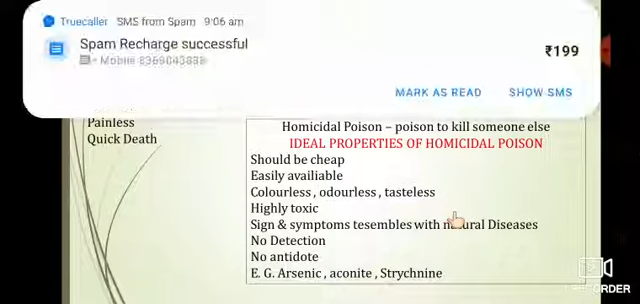 Truecaller SMS from Spam 9:06 am
Spam Recharge successful
₹199
MARK AS READ SHOW SMS
Painless
Quick Death
Homicidal Poison – poison to kill someone else
IDEAL PROPERTIES OF HOMICIDAL POISON
Should be cheap
Easily availiable
Colourless , odourless , tasteless
Highly toxic
Sign & symptoms tesembles with natural Diseases
No Detection
No antidote
E. G. Arsenic , aconite , Strychnine